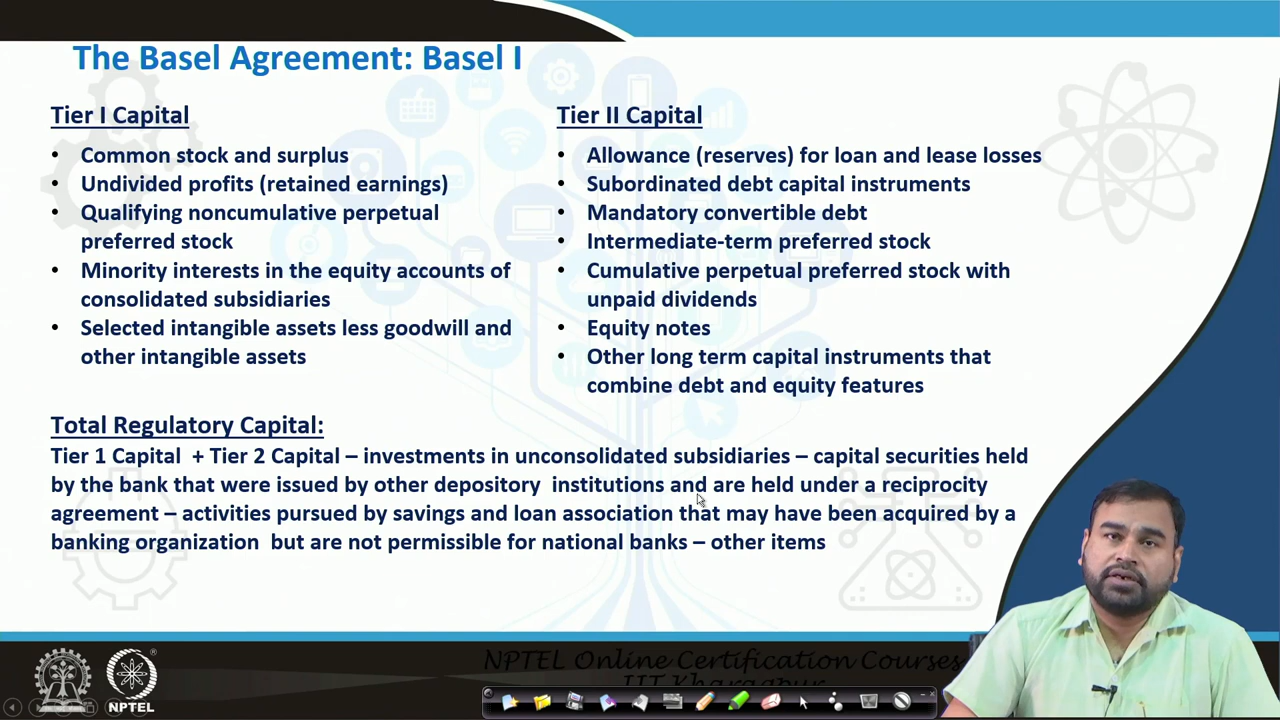 The Basel Agreement: Basel I
Tier I Capital
• Common stock and surplus
• Undivided profits (retained earnings)
• Qualifying noncumulative perpetual
preferred stock
• Minority interests in the equity accounts of
consolidated subsidiaries
• Selected intangible assets less goodwill and
other intangible assets
Tier II Capital
• Allowance (reserves) for loan and lease losses
• Subordinated debt capital instruments
• Mandatory convertible debt
• Intermediate-term preferred stock
• Cumulative perpetual preferred stock with
unpaid dividends
• Equity notes
• Other long term capital instruments that
combine debt and equity features
Total Regulatory Capital:
Tier 1 Capital + Tier 2 Capital – investments in unconsolidated subsidiaries – capital securities held
by the bank that were issued by other depository institutions and are held under a reciprocity
agreement – activities pursued by savings and loan association that may have been acquired by a
banking organization but are not permissible for national banks – other items
NPTEL Online Certification Courses
IIT Kharagpur
NPTEL
®